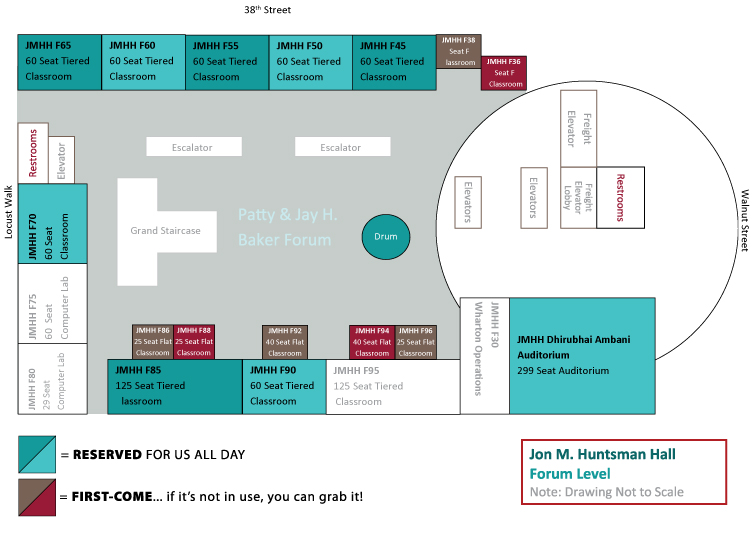 38th Street
JMHH F65
60 Seat Tiered
Classroom
JMHH F60
60 Seat Tiered
Classroom
JMHH F55
60 Seat Tiered
Classroom
JMHH F50
60 Seat Tiered
Classroom
JMHH F45
60 Seat Tiered
Classroom
JMHH F38
Seat F
lassroom
JMHH F36
Seat F
Classroom
Restrooms
Elevator
Escalator
Escalator
Freight
Elevator
Elevators
Elevators
Freight
Elevator
Lobby
Restrooms
Locust Walk
Walnut Street
JMHH F70
60 Seat
Classroom
Grand Staircase
Patty & Jay H.
Baker Forum
Drum
JMHH F75
60 Seat
Computer Lab
JMHH F80
29 Seat
Computer Lab
JMHH F86
25 Seat Flat
Classroom
JMHH F88
25 Seat Flat
Classroom
JMHH F92
40 Seat Flat
Classroom
JMHH F94
40 Seat Flat
Classroom
JMHH F96
25 Seat Flat
Classroom
JMHH F85
125 Seat Tiered
lassroom
JMHH F90
60 Seat Tiered
Classroom
JMHH F95
125 Seat Tiered
Classroom
JMHH F30
Wharton Operations
JMHH Dhirubhai Ambani
Auditorium
299 Seat Auditorium
= RESERVED FOR US ALL DAY
= FIRST-COME... if it's not in use, you can grab it!
Jon M. Huntsman Hall
Forum Level
Note: Drawing Not to Scale